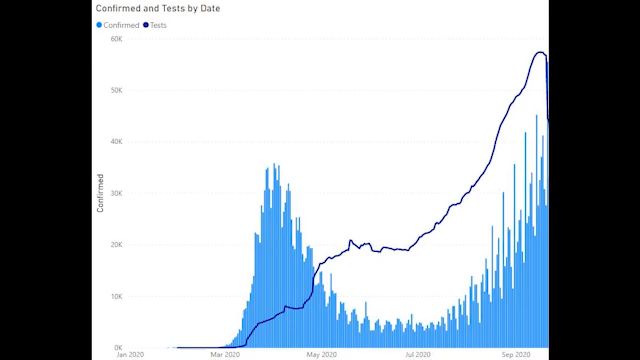 Confirmed and Tests by Date
Confirmed Tests
60K
50K
40K
30K
20K
10K
0K
Confirmed
Jan 2020 Mar 2020 May 2020 Jul 2020 Sep 2020